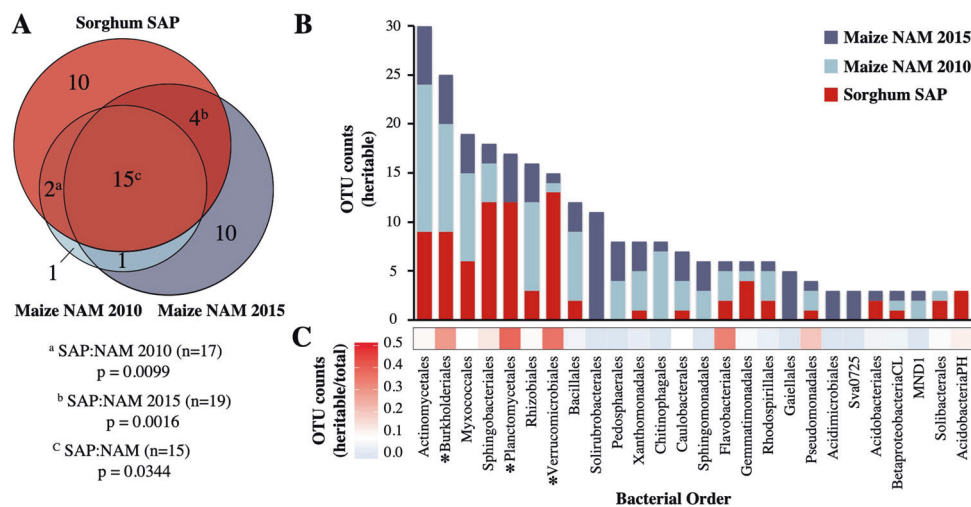 A
Sorghum SAP
10
4b
2a
15c
10
1
1
Maize NAM 2010
Maize NAM 2015
a SAP:NAM 2010 (n=17)
p = 0.0099
b SAP:NAM 2015 (n=19)
p = 0.0016
C SAP:NAM (n=15)
p = 0.0344
B
OTU counts
(heritable)
30
25
20
15
10
5
0
Maize NAM 2015
Maize NAM 2010
Sorghum SAP
C
OTU counts
(heritable/total)
0.5
0.4
0.3
0.2
0.1
0.0
Actinomycetales
*Burkholderiales
Myxococcales
Sphingobacteriales
*Planctomycetales
Rhizobiales
*Verrucomicrobiales
Bacillales
Solirubrobacterales
Pedosphaerales
Xanthomonadales
Chitinophagales
Caulobacterales
Sphingomonadales
Flavobacteriales
Gemmatimonadales
Rhodospirillales
Gaiellales
Pseudomonadales
Acidimicrobiales
Sva0725
Acidobacteriales
BetaproteobacteriaCL
MND1
Solibacterales
AcidobacteriaPH
Bacterial Order